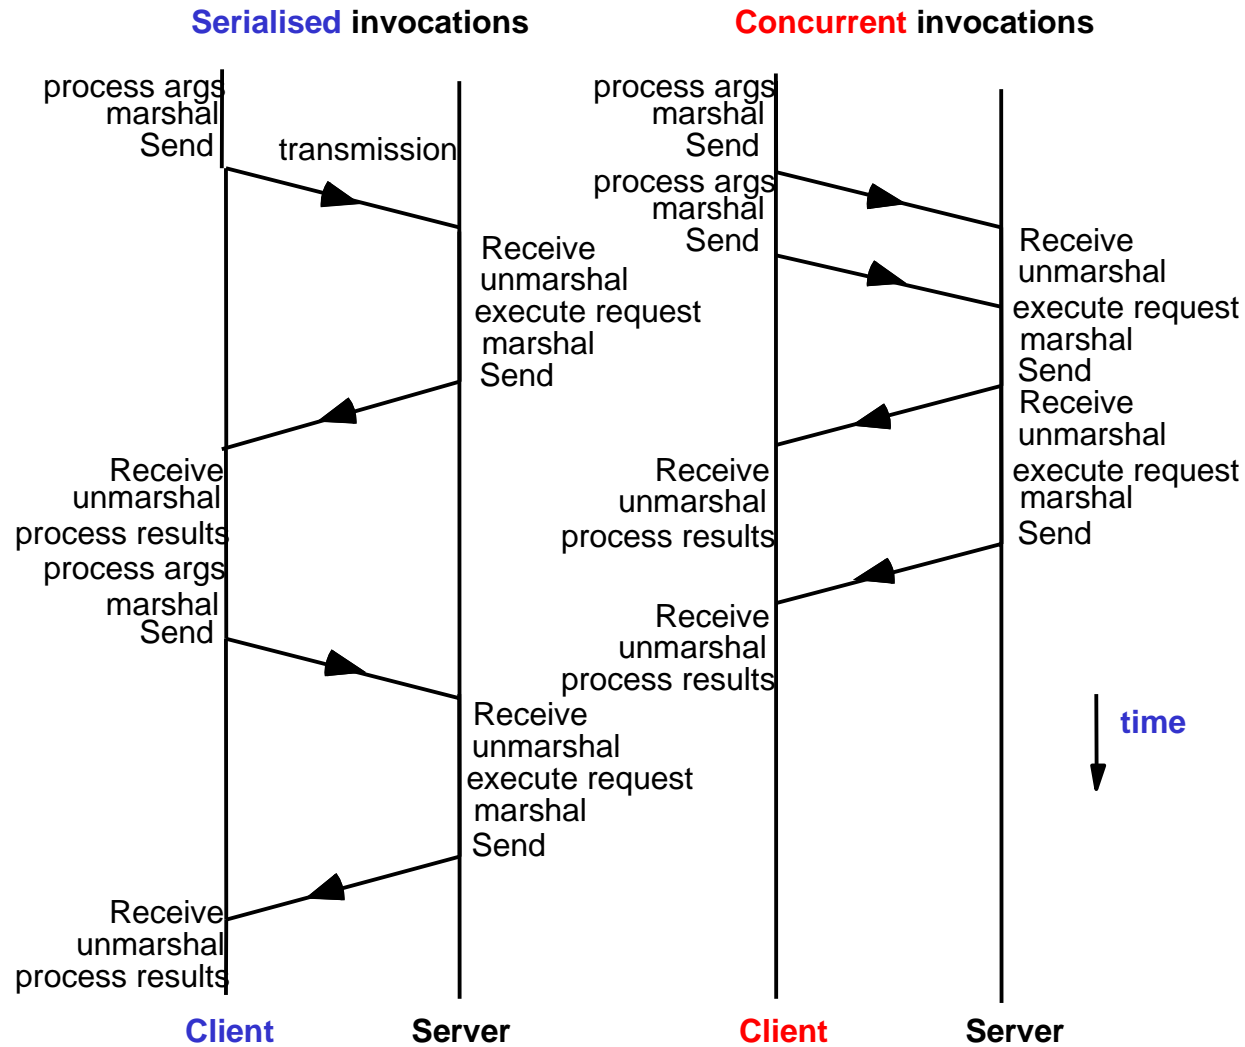 Serialised invocations
process args
marshal
Send
transmission
Receive
unmarshal
execute request
marshal
Send
Receive
unmarshal
process results
process args
marshal
Send
Receive
unmarshal
execute request
marshal
Send
Receive
unmarshal
process results
Client
Server
Concurrent invocations
process args
marshal
Send
process args
marshal
Send
Receive
unmarshal
execute request
marshal
Send
Receive
unmarshal
execute request
marshal
Send
Receive
unmarshal
process results
Receive
unmarshal
process results
time
Client
Server